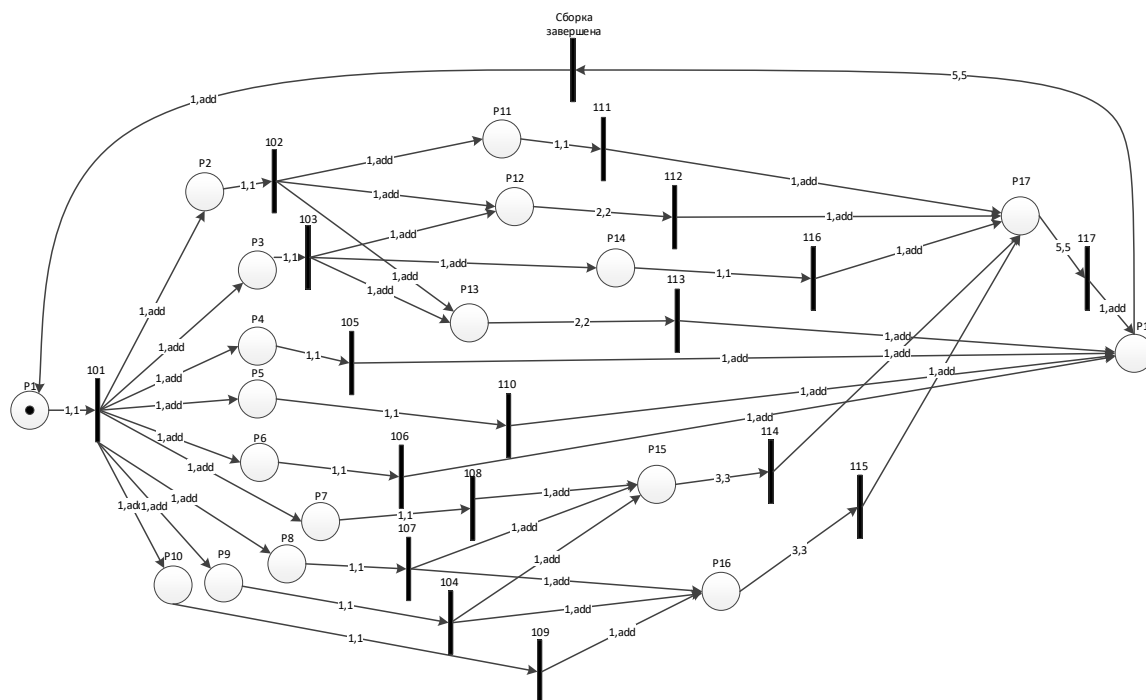 Сборка
завершена
5,5
1,add
P11
111
102
1,1
P2
1,add
1,1
1,add
P12
112
P17
1,add
2,2
1,add
103
1,add
P3
1,1
P14
116
1,add
5,5
117
1,add
1,1
1,add
1,add
1,add
1,add
P13
113
2,2
1,add
P4
105
1,add
P1
1,add
1,1
1,add
1,add
101
P1
1,1
1,add
P5
110
1,add
1,add
1,1
1,add
P6
106
114
1,add
1,1
P15
115
1,add
108
3,3
P7
1,add
1,1
1,add
1,add
1,add
107
1,add
P10
P9
P8
1,1
P16
3,3
1,add
104
1,add
1,1
1,add
109
1,1
1,add